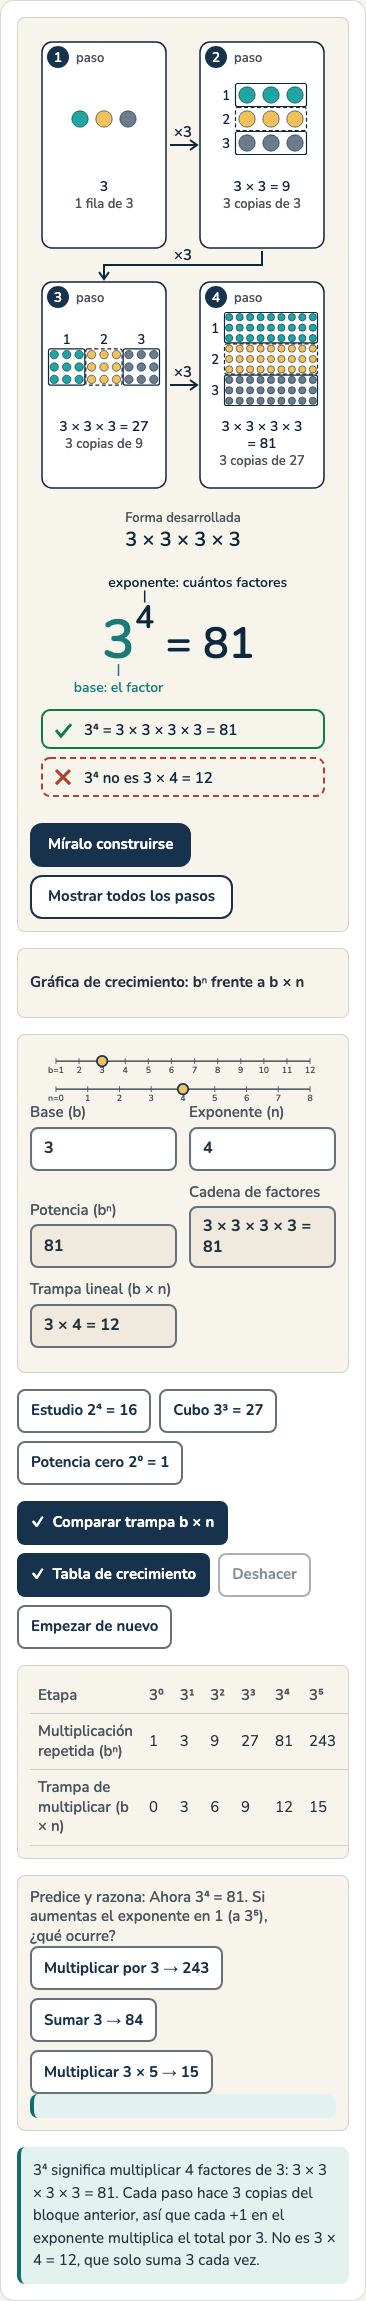 1 paso
3
1 fila de 3
×3
2 paso
1
2
3
3 × 3 = 9
3 copias de 3
×3
3 paso
1 2 3
3 × 3 × 3 = 27
3 copias de 9
×3
4 paso
1
2
3
3 × 3 × 3 × 3
= 81
3 copias de 27
Forma desarrollada
3 × 3 × 3 × 3
exponente: cuántos factores
3⁴ = 81
base: el factor
3⁴ = 3 × 3 × 3 × 3 = 81
3⁴ no es 3 × 4 = 12
Míralo construirse
Mostrar todos los pasos
Gráfica de crecimiento: bⁿ frente a b × n
b=1 2 3 4 5 6 7 8 9 10 11 12
n=0 1 2 3 4 5 6 7 8
Base (b)
3
Exponente (n)
4
Potencia (bⁿ)
81
Cadena de factores
3 × 3 × 3 × 3 =
81
Trampa lineal (b × n)
3 × 4 = 12
Estudio 2⁴ = 16
Cubo 3³ = 27
Potencia cero 2⁰ = 1
✓ Comparar trampa b × n
✓ Tabla de crecimiento
Deshacer
Empezar de nuevo
Etapa 3⁰ 3¹ 3² 3³ 3⁴ 3⁵
Multiplicación
repetida (bⁿ) 1 3 9 27 81 243
Trampa de
multiplicar (b 0 3 6 9 12 15
× n)
Predice y razona: Ahora 3⁴ = 81. Si
aumentas el exponente en 1 (a 3⁵),
¿qué ocurre?
Multiplicar por 3 → 243
Sumar 3 → 84
Multiplicar 3 × 5 → 15
3⁴ significa multiplicar 4 factores de 3: 3 × 3
× 3 × 3 = 81. Cada paso hace 3 copias del
bloque anterior, así que cada +1 en el
exponente multiplica el total por 3. No es 3 ×
4 = 12, que solo suma 3 cada vez.